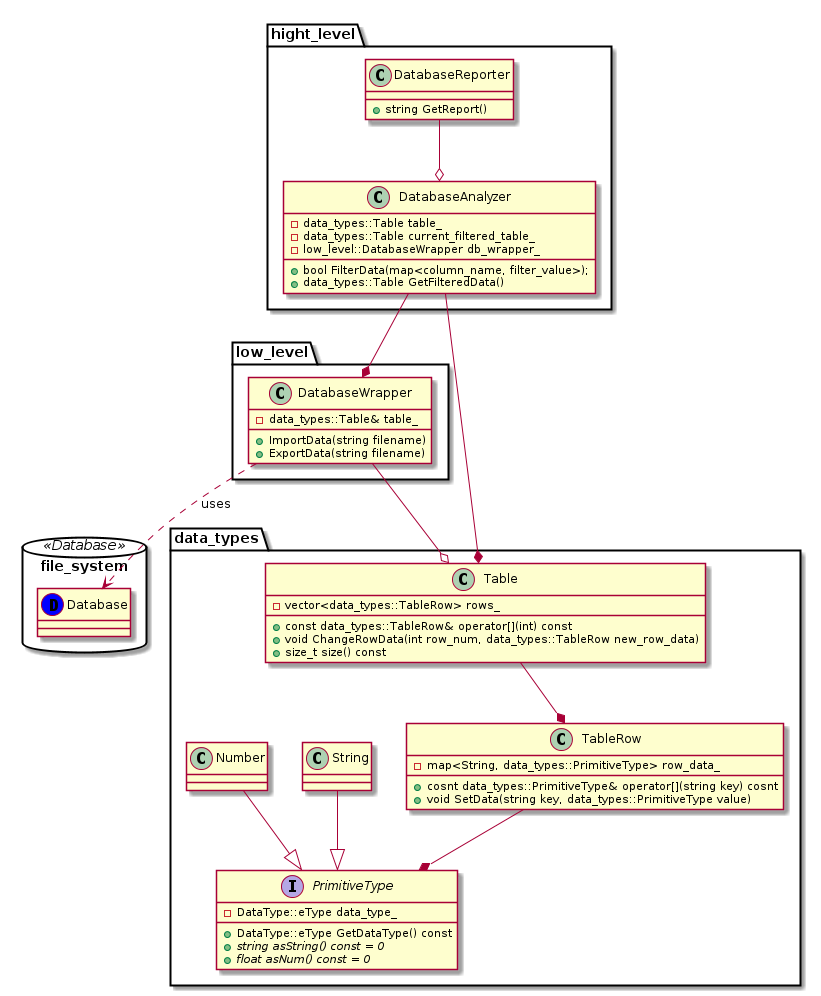 hight_level
C DatabaseReporter
string GetReport()
C DatabaseAnalyzer
data_types::Table table_
data_types::Table current_filtered_table_
low_level::DatabaseWrapper db_wrapper_
bool FilterData(map<column_name, filter_value>);
data_types::Table GetFilteredData()
low_level
C DatabaseWrapper
data_types::Table& table_
ImportData(string filename)
ExportData(string filename)
uses
«Database»
file_system
D Database
data_types
C Table
vector<data_types::TableRow> rows_
const data_types::TableRow& operator[](int) const
void ChangeRowData(int row_num, data_types::TableRow new_row_data)
size_t size() const
C Number
C String
C TableRow
map<String, data_types::PrimitiveType> row_data_
cosnt data_types::PrimitiveType& operator[](string key) cosnt
void SetData(string key, data_types::PrimitiveType value)
I PrimitiveType
DataType::eType data_type_
DataType::eType GetDataType() const
string asString() const = 0
float asNum() const = 0